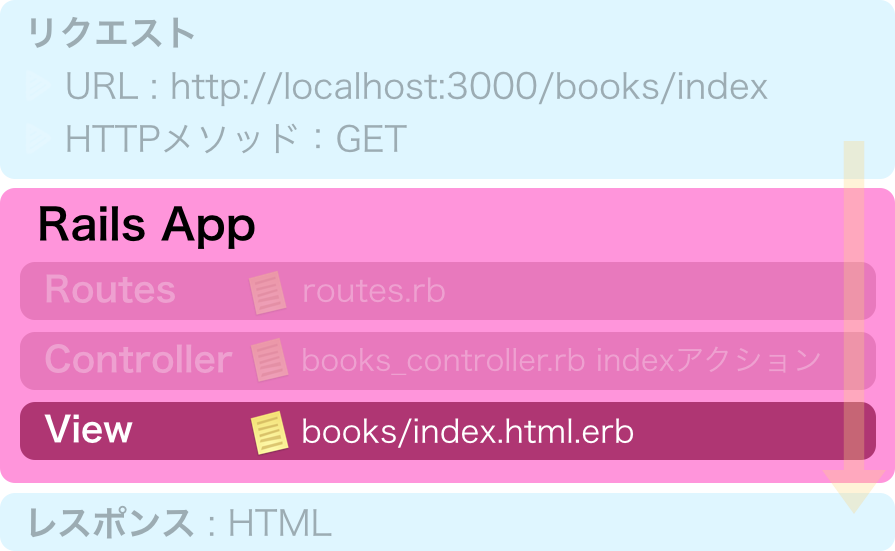 リクエスト
URL : http://localhost:3000/books/index
HTTPメソッド：GET
Rails App
Routes routes.rb
Controller books_controller.rb indexアクション
View books/index.html.erb
レスポンス : HTML